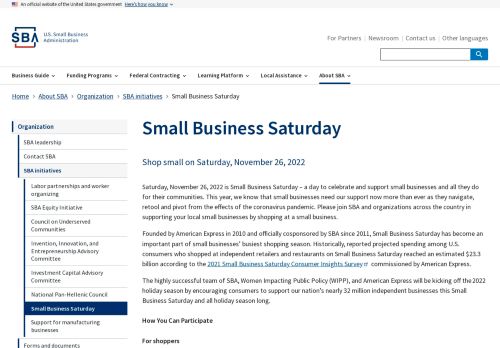 An official website of the United States government Here's how you know
SBA U.S. Small Business
Administration
For Partners Newsroom Contact us Other languages
Business Guide Funding Programs Federal Contracting Learning Platform Local Assistance About SBA
Home About SBA Organization SBA initiatives Small Business Saturday
Organization
SBA leadership
Contact SBA
SBA initiatives
Labor partnerships and worker
organizing
SBA Equity Initiative
Council on Underserved
Communities
Invention, Innovation, and
Entrepreneurship Advisory
Committee
Investment Capital Advisory
Committee
National Pan-Hellenic Council
Small Business Saturday
Support for manufacturing
businesses
Forms and documents
Small Business Saturday
Shop small on Saturday, November 26, 2022
Saturday, November 26, 2022 is Small Business Saturday – a day to celebrate and support small businesses and all they do
for their communities. This year, we know that small businesses need our support now more than ever as they navigate,
retool and pivot from the effects of the coronavirus pandemic. Please join SBA and organizations across the country in
supporting your local small businesses by shopping at a small business.
Founded by American Express in 2010 and officially cosponsored by SBA since 2011, Small Business Saturday has become an
important part of small businesses' busiest shopping season. Historically, reported projected spending among U.S.
consumers who shopped at independent retailers and restaurants on Small Business Saturday reached an estimated $23.3
billion according to the 2021 Small Business Saturday Consumer Insights Survey commissioned by American Express.
The highly successful team of SBA, Women Impacting Public Policy (WIPP), and American Express will be kicking off the 2022
holiday season by encouraging consumers to support our nation's nearly 32 million independent businesses this Small
Business Saturday and all holiday season long.
How You Can Participate
For shoppers